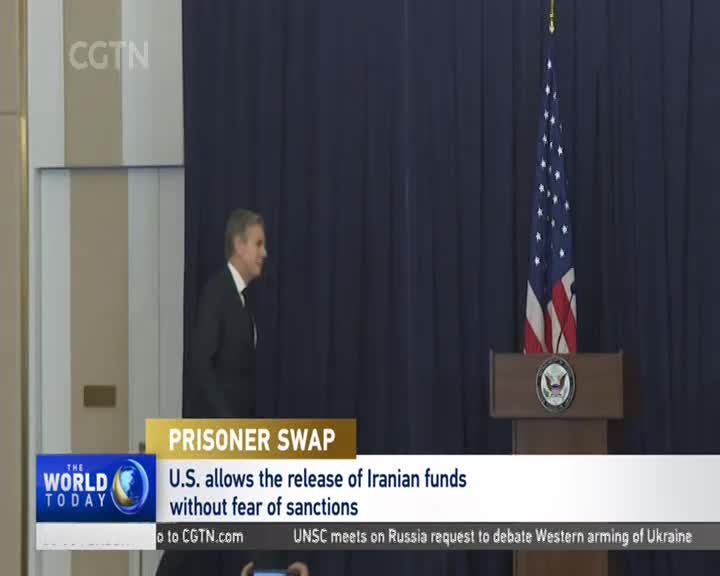 CGTN
PRISONER SWAP
U.S. allows the release of Iranian funds
without fear of sanctions
THE
WORLD
TODAY
o to CGTN.com UNSC meets on Russia request to debate Western arming of Ukraine